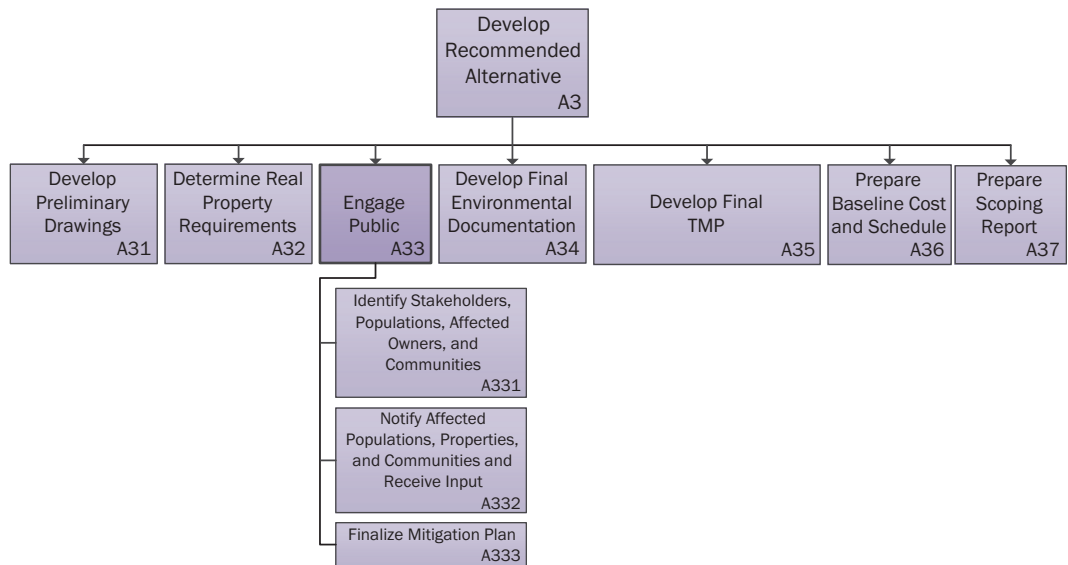 Develop
Recommended
Alternative
A3
Develop
Preliminary
Drawings
A31
Determine Real
Property
Requirements
A32
Engage
Public
A33
Develop Final
Environmental
Documentation
A34
Develop Final
TMP
A35
Prepare
Baseline Cost
and Schedule
A36
Prepare
Scoping
Report
A37
Identify Stakeholders,
Populations, Affected
Owners, and
Communities
A331
Notify Affected
Populations, Properties,
and Communities and
Receive Input
A332
Finalize Mitigation Plan
A333